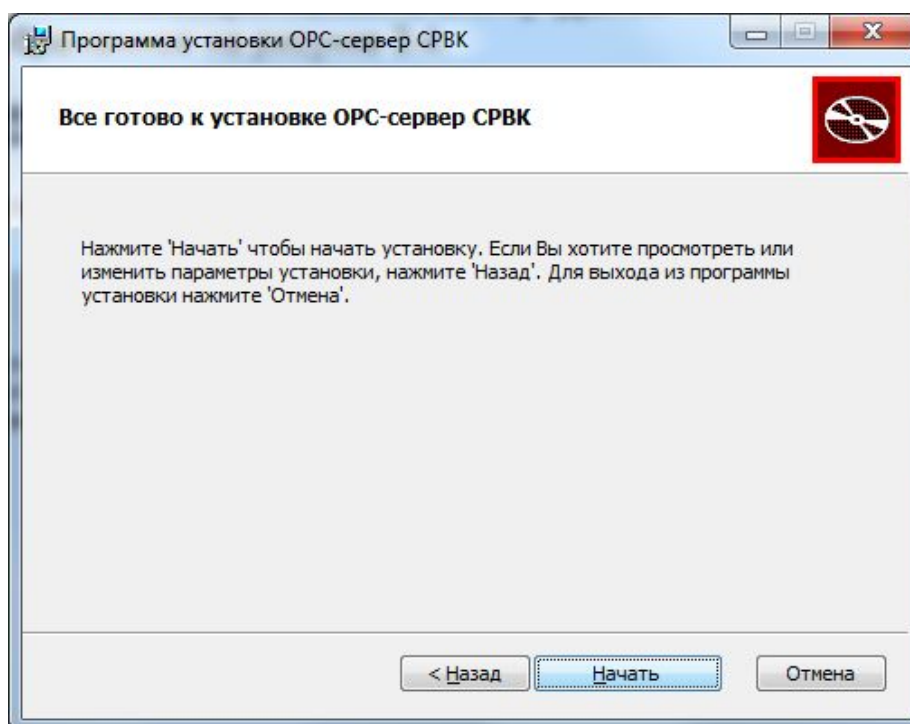 Программа установки OPC-сервер СРВК
Все готово к установке OPC-сервер СРВК
Нажмите 'Начать' чтобы начать установку. Если Вы хотите просмотреть или
изменить параметры установки, нажмите 'Назад'. Для выхода из программы
установки нажмите 'Отмена'.
< Назад
Начать
Отмена